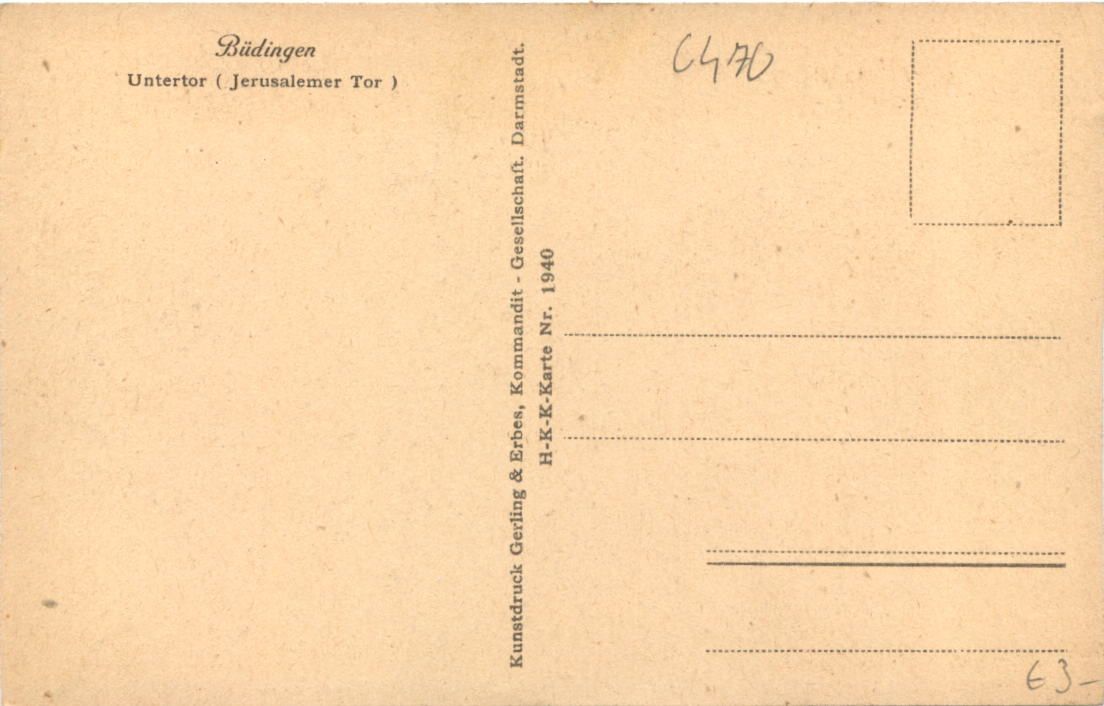 Büdingen
Untertor ( Jerusalemer Tor )
Kunstdruck Gerling & Erbes, Kommandit - Gesellschaft. Darmstadt.
H-K-K-Karte Nr. 1940
6470
63-